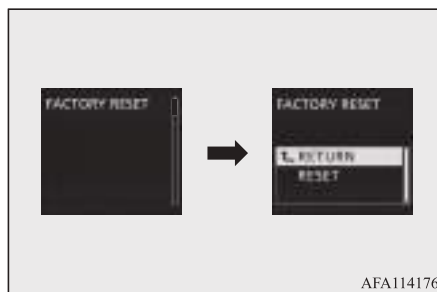 FACTORY RESET
FACTORY RESET
RETURN
RESET
AFA114176